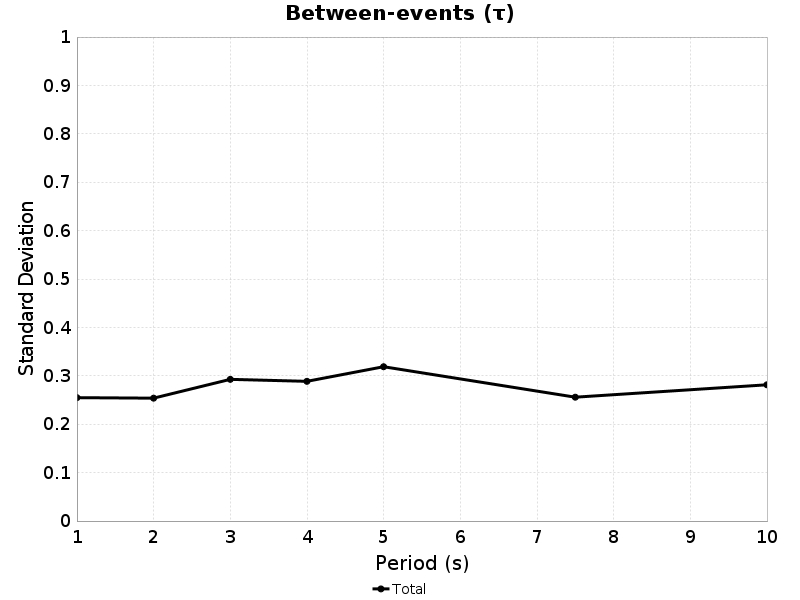 Between-events (τ)
1
0.9
0.8
0.7
0.6
0.5
0.4
0.3
0.2
0.1
0
Standard Deviation
1 2 3 4 5 6 7 8 9 10
Period (s)
Total